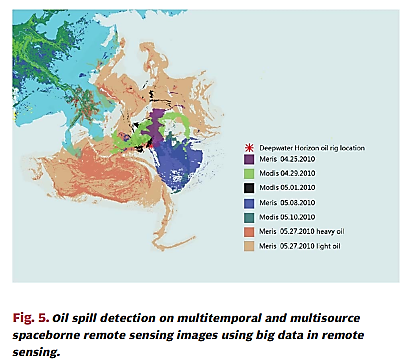 Deepwater Horizon oil rig location
Meris 04.25.2010
Modis 04.29.2010
Modis 05.01.2010
Meris 05.08.2010
Modis 05.10.2010
Meris 05.27.2010 heavy oil
Meris 05.27.2010 light oil
Fig. 5. Oil spill detection on multitemporal and multisource
spaceborne remote sensing images using big data in remote
sensing.